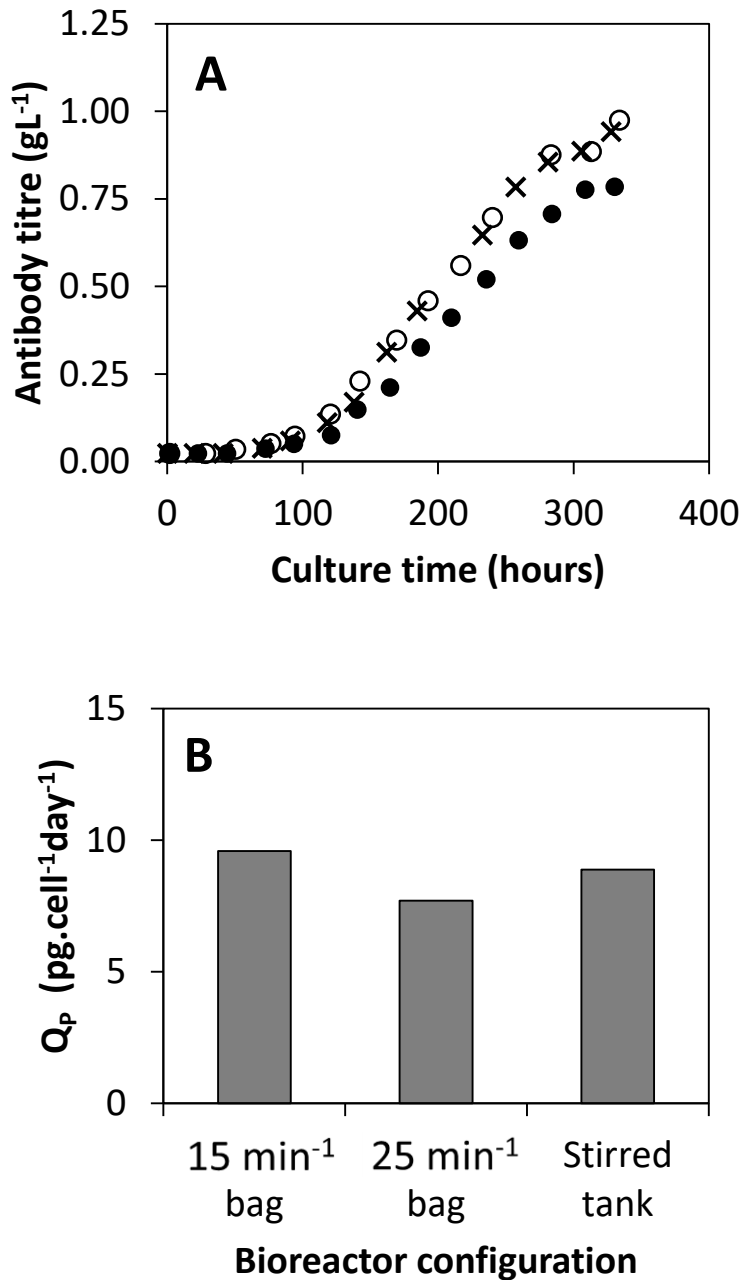 A
Antibody titre (gL⁻¹)
1.25
1.00
0.75
0.50
0.25
0.00
0 100 200 300 400
Culture time (hours)
B
Qₚ (pg.cell⁻¹day⁻¹)
15
10
5
0
15 min⁻¹ 25 min⁻¹ Stirred
bag bag tank
Bioreactor configuration